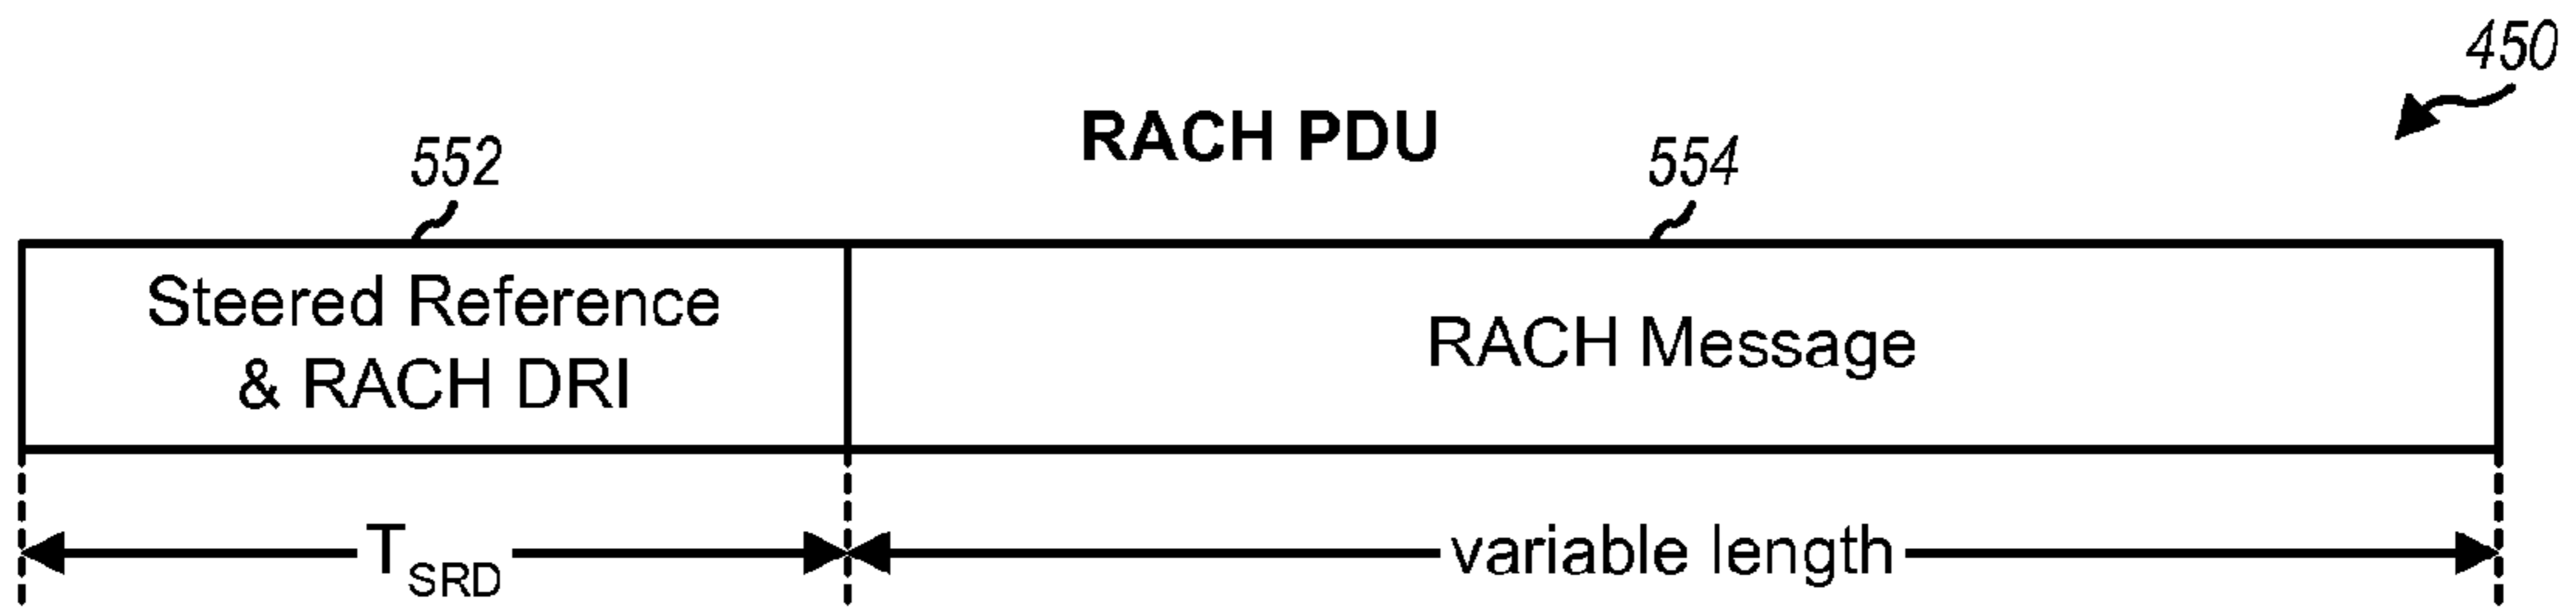 450
RACH PDU
552
554
Steered Reference
& RACH DRI
RACH Message
TSRD
variable length